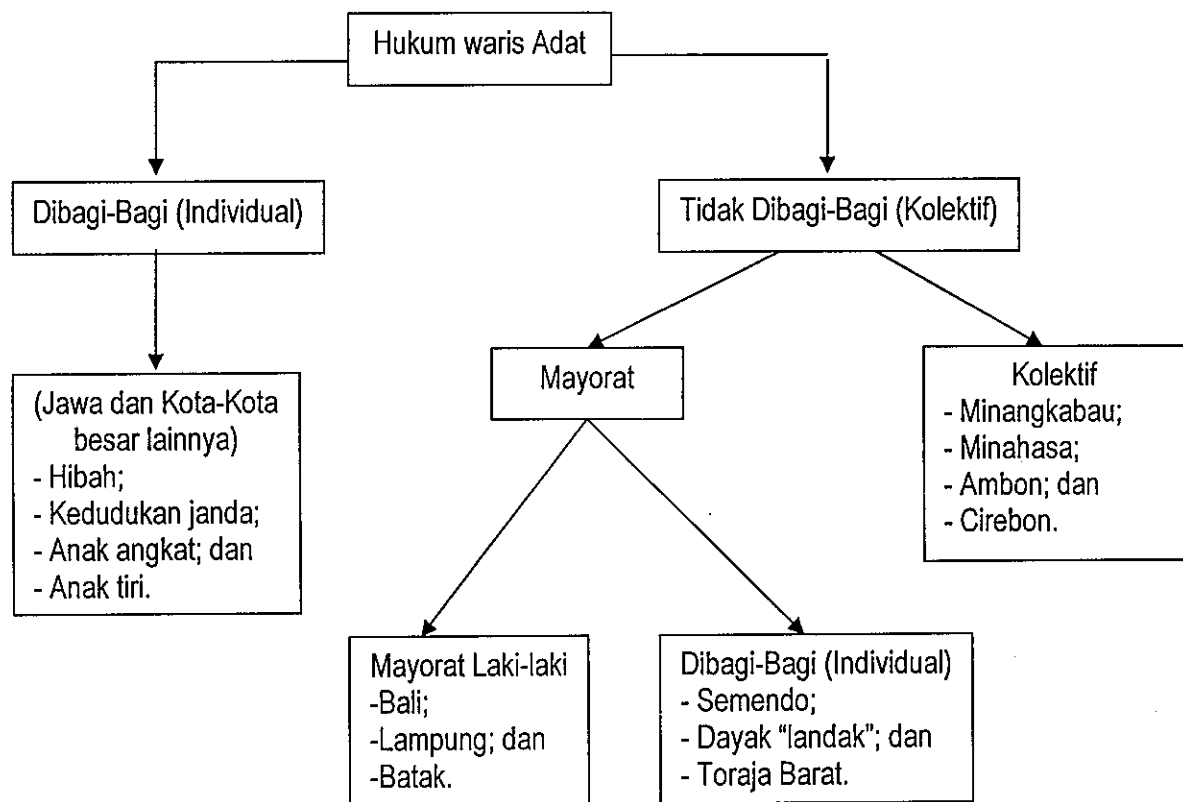 Hukum waris Adat
Dibagi-Bagi (Individual)
Tidak Dibagi-Bagi (Kolektif)
(Jawa dan Kota-Kota
besar lainnya)
- Hibah;
- Kedudukan janda;
- Anak angkat; dan
- Anak tiri.
Mayorat
Kolektif
- Minangkabau;
- Minahasa;
- Ambon; dan
- Cirebon.
Mayorat Laki-laki
-Bali;
-Lampung; dan
-Batak.
Dibagi-Bagi (Individual)
- Semendo;
- Dayak “landak”; dan
- Toraja Barat.